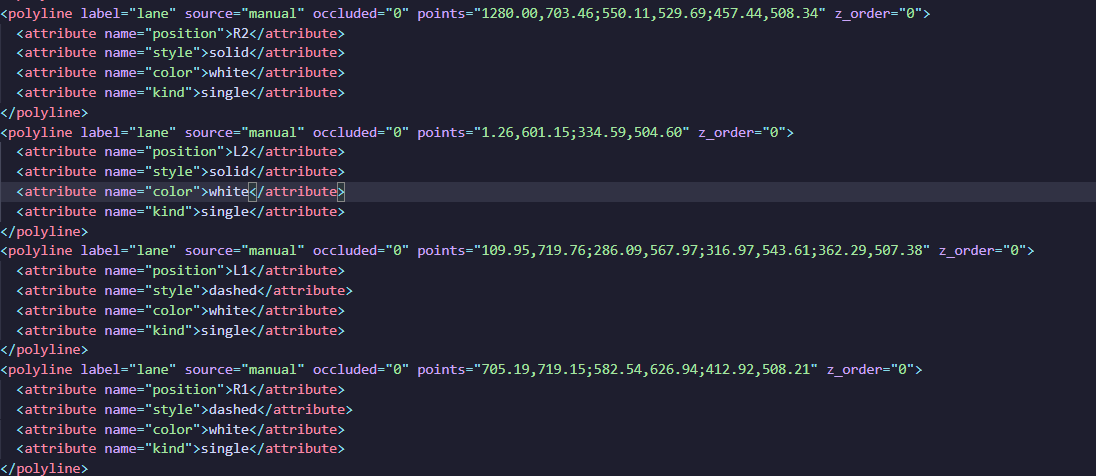 <polyline label="lane" source="manual" occluded="0" points="1280.00,703.46;550.11,529.69;457.44,508.34" z_order="0">
<attribute name="position">R2</attribute>
<attribute name="style">solid</attribute>
<attribute name="color">white</attribute>
<attribute name="kind">single</attribute>
</polyline>
<polyline label="lane" source="manual" occluded="0" points="1.26,601.15;334.59,504.60" z_order="0">
<attribute name="position">L2</attribute>
<attribute name="style">solid</attribute>
<attribute name="color">white</attribute>
<attribute name="kind">single</attribute>
</polyline>
<polyline label="lane" source="manual" occluded="0" points="109.95,719.76;286.09,567.97;316.97,543.61;362.29,507.38" z_order="0">
<attribute name="position">L1</attribute>
<attribute name="style">dashed</attribute>
<attribute name="color">white</attribute>
<attribute name="kind">single</attribute>
</polyline>
<polyline label="lane" source="manual" occluded="0" points="705.19,719.15;582.54,626.94;412.92,508.21" z_order="0">
<attribute name="position">R1</attribute>
<attribute name="style">dashed</attribute>
<attribute name="color">white</attribute>
<attribute name="kind">single</attribute>
</polyline>